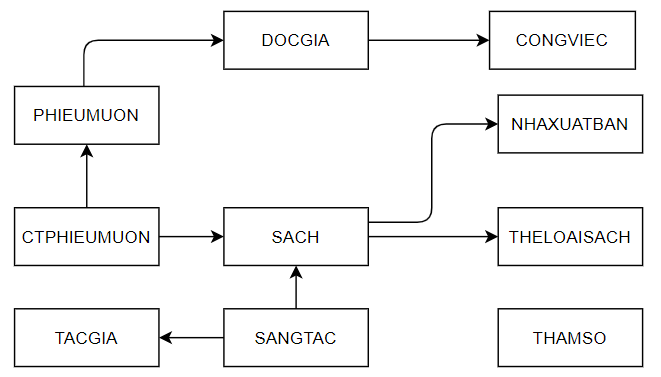 DOCGIA
CONGVIEC
PHIEUMUON
NHAXUATBAN
CTPHIEUMUON
SACH
THELOAISACH
TACGIA
SANGTAC
THAMSO